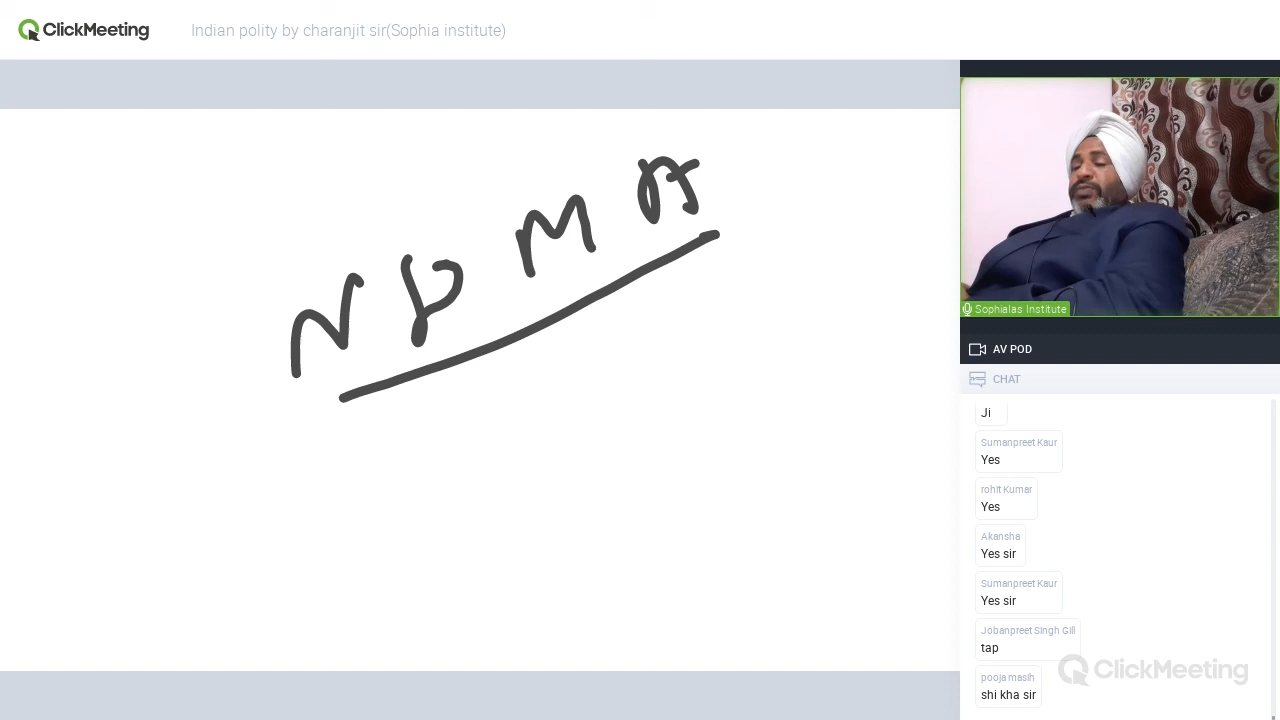 ClickMeeting
Indian polity by charanjit sir(Sophia institute)
N D M A
Sophialas Institute
AV POD
CHAT
Ji
Sumanpreet Kaur
Yes
rohit Kumar
Yes
Akansha
Yes sir
Sumanpreet Kaur
Yes sir
Jobanpreet Singh Gill
tap
ClickMeeting
pooja masih
shi kha sir